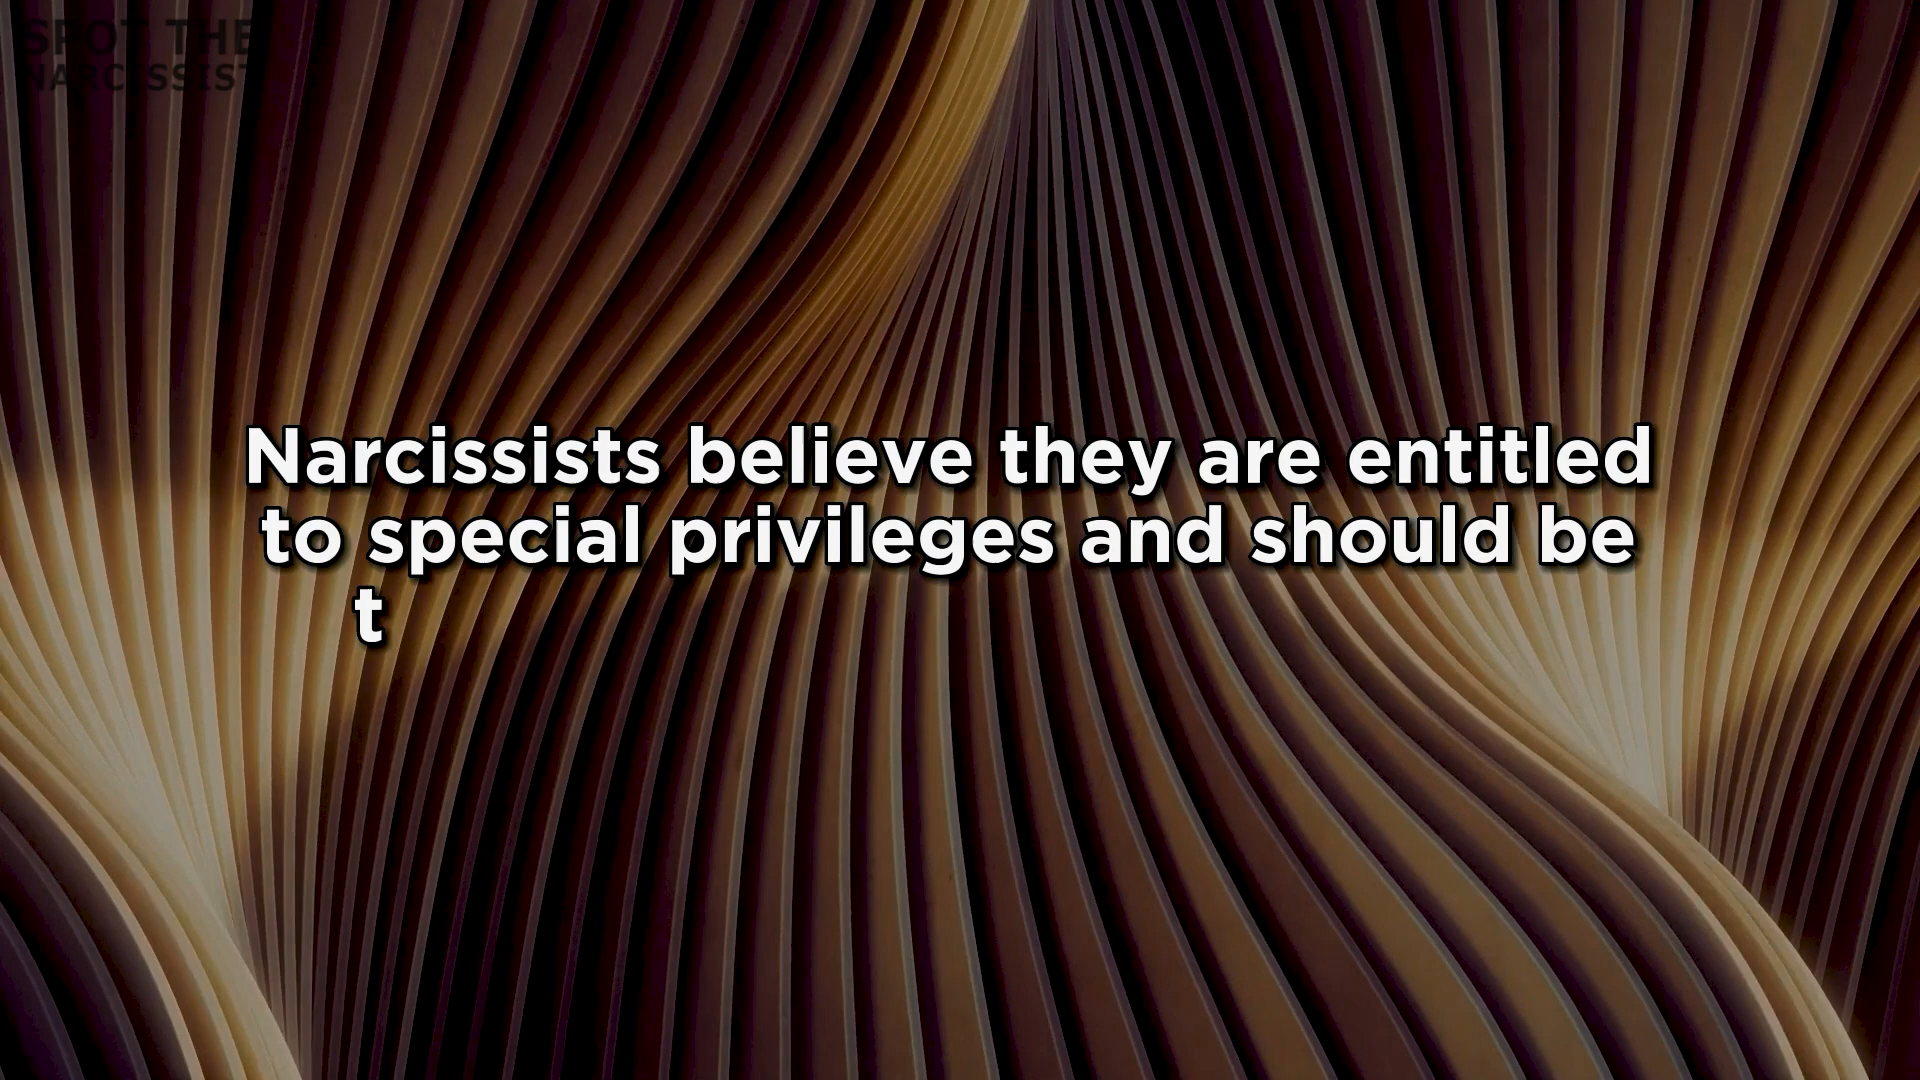 SPOT THE
NARCISSIST
Narcissists believe they are entitled
to special privileges and should be
t